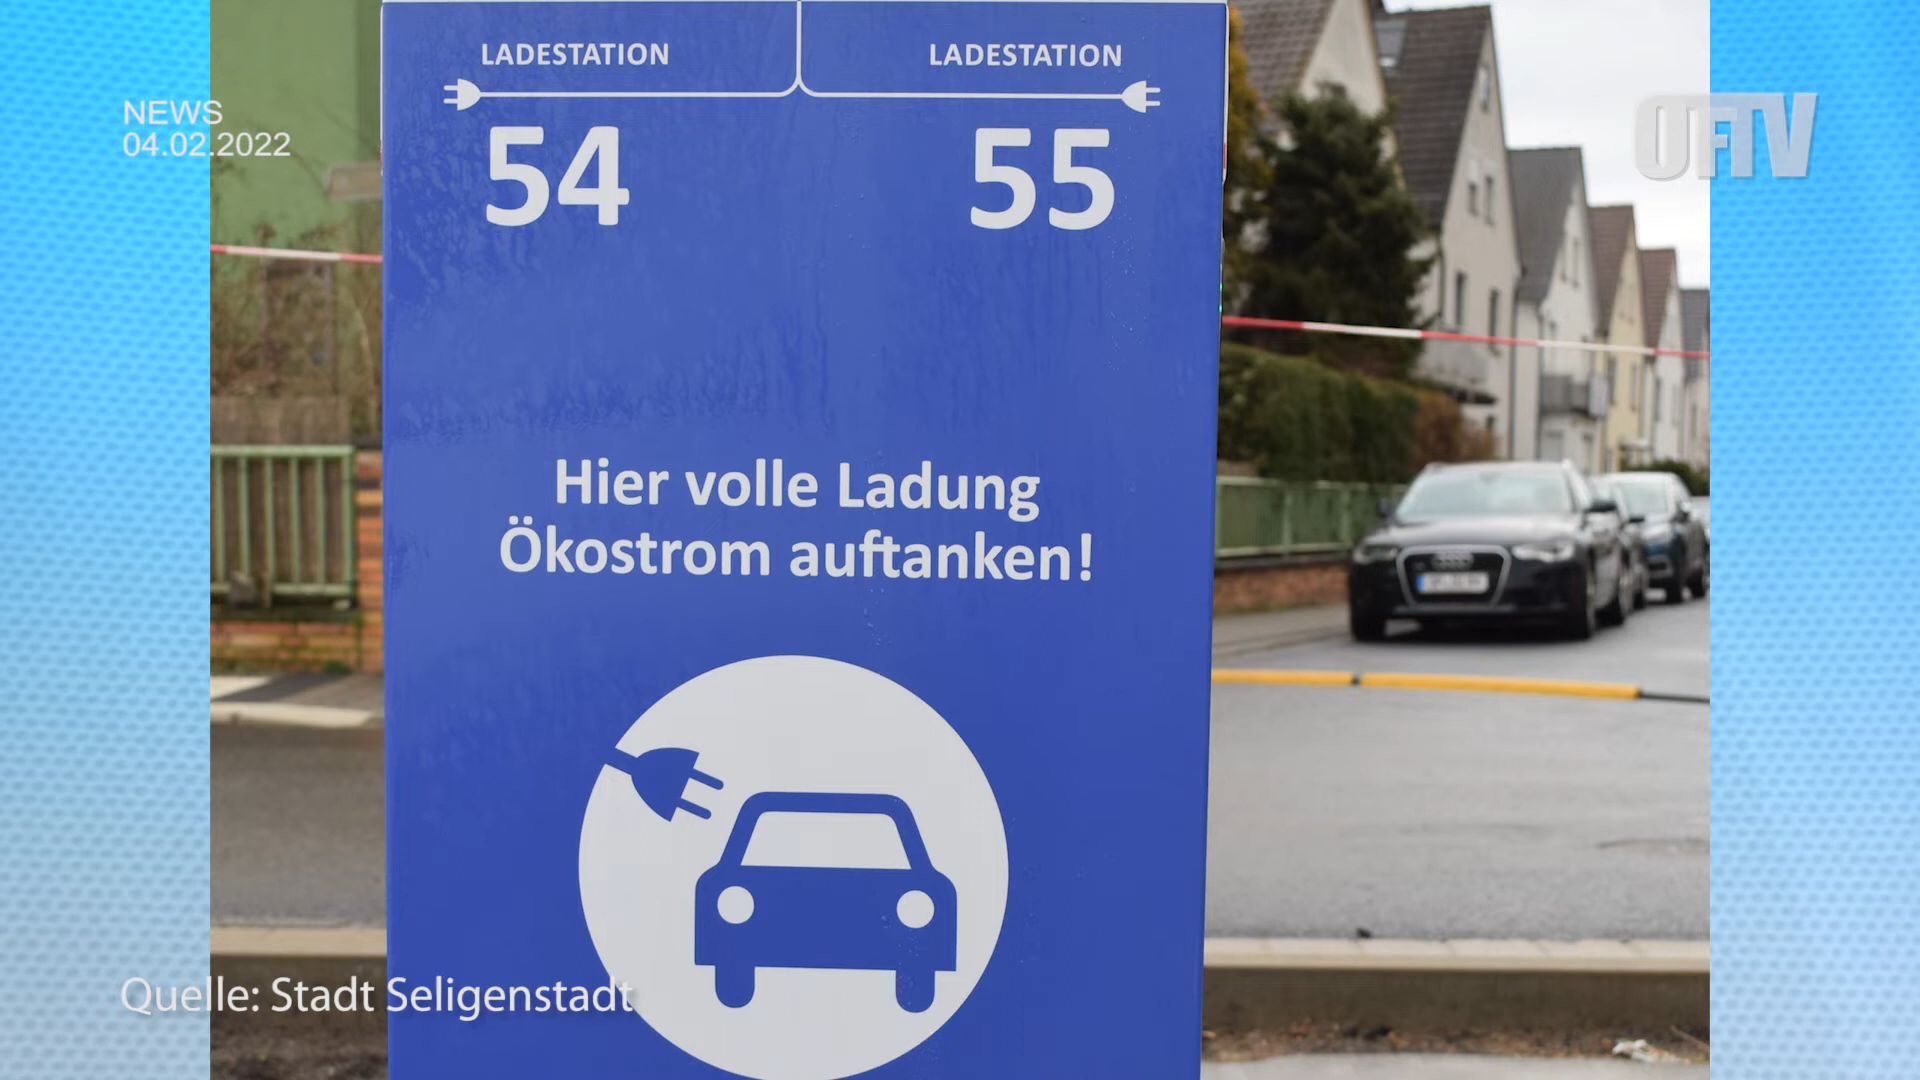 NEWS
04.02.2022
OFTV
LADESTATION
LADESTATION
54
55
Hier volle Ladung
Ökostrom auftanken!
Quelle: Stadt Seligenstadt